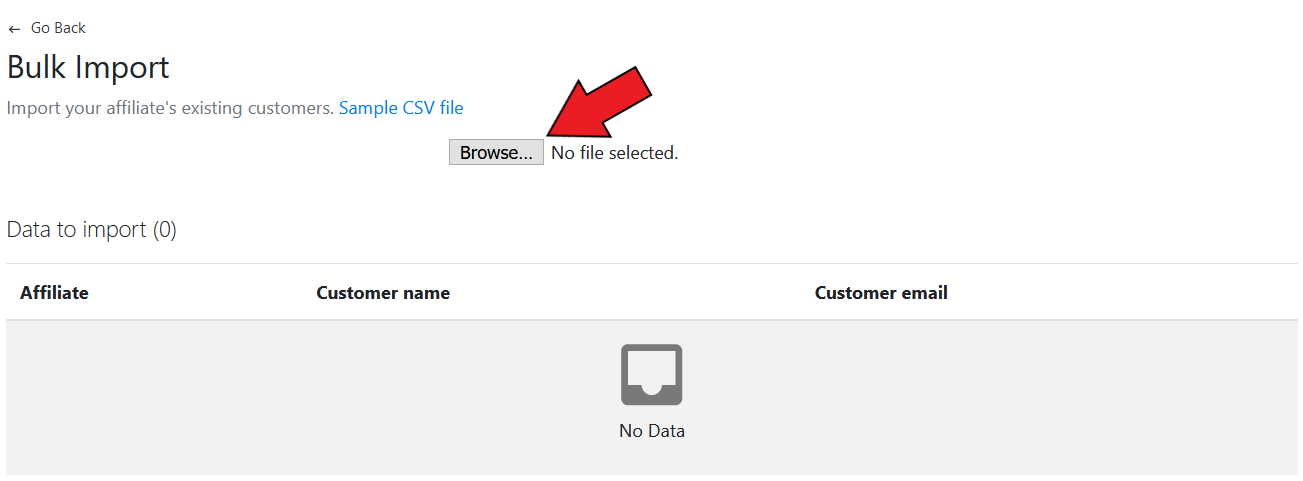 ← Go Back
Bulk Import
Import your affiliate's existing customers. Sample CSV file
Browse... No file selected.
Data to import (0)
Affiliate Customer name Customer email
No Data